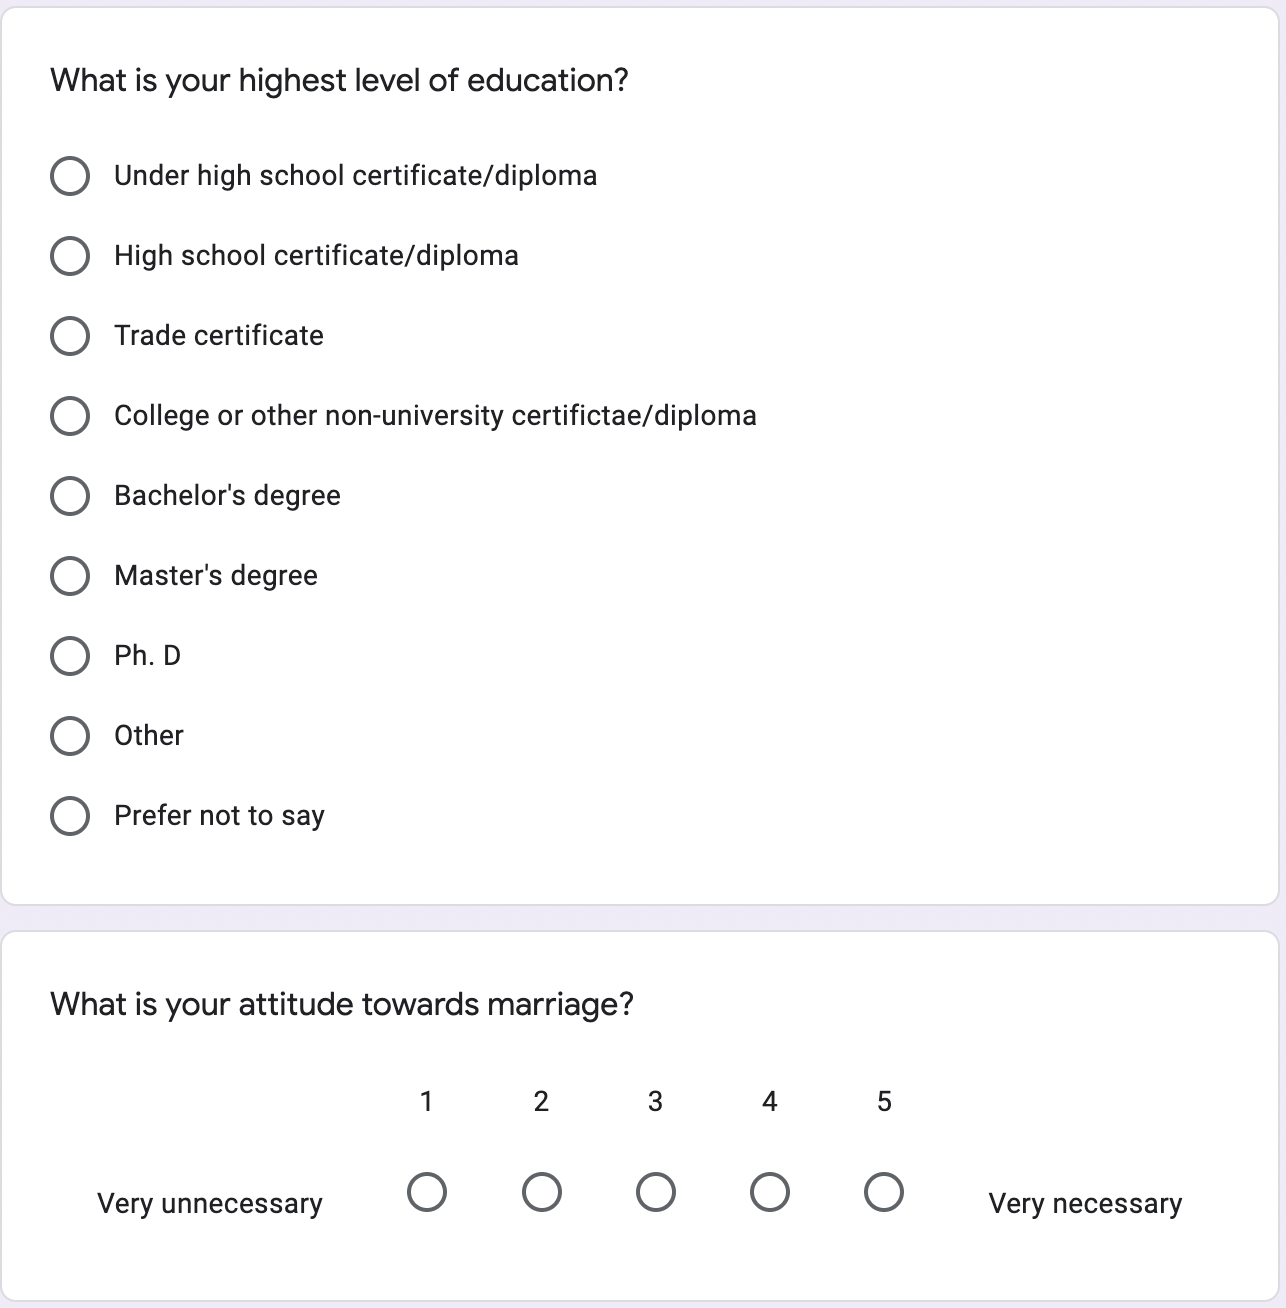 What is your highest level of education?
Under high school certificate/diploma
High school certificate/diploma
Trade certificate
College or other non-university certifictae/diploma
Bachelor's degree
Master's degree
Ph. D
Other
Prefer not to say
What is your attitude towards marriage?
1 2 3 4 5
Very unnecessary Very necessary